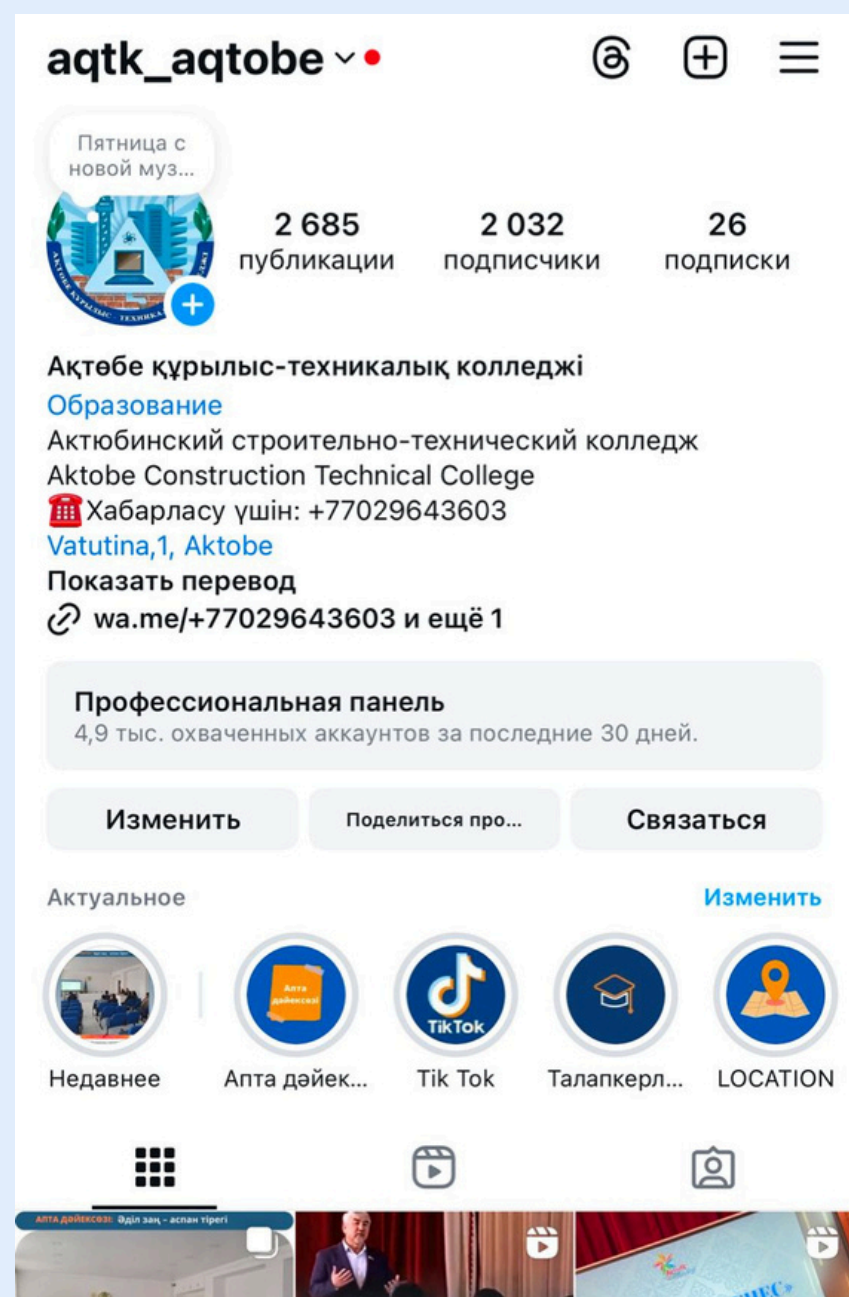 aqtk_aqtobe
Пятница с
новой муз...
2 685
публикации
2 032
подписчики
26
подписки
Ақтөбе құрылыс-техникалық колледжі
Образование
Актюбинский строительно-технический колледж
Aktobe Construction Technical College
Хабарласу үшін: +77029643603
Vatutina,1, Aktobe
Показать перевод
wa.me/+77029643603 и ещё 1
Профессиональная панель
4,9 тыс. охваченных аккаунтов за последние 30 дней.
Изменить
Поделиться про...
Связаться
Актуальное
Изменить
Апта
дәйексөзі
TikTok
Недавнее
Апта дәйек...
Tik Tok
Талапкерл...
LOCATION
АПТА ДӘЙЕКСӨЗІ: Әділ заң - аспан тірегі